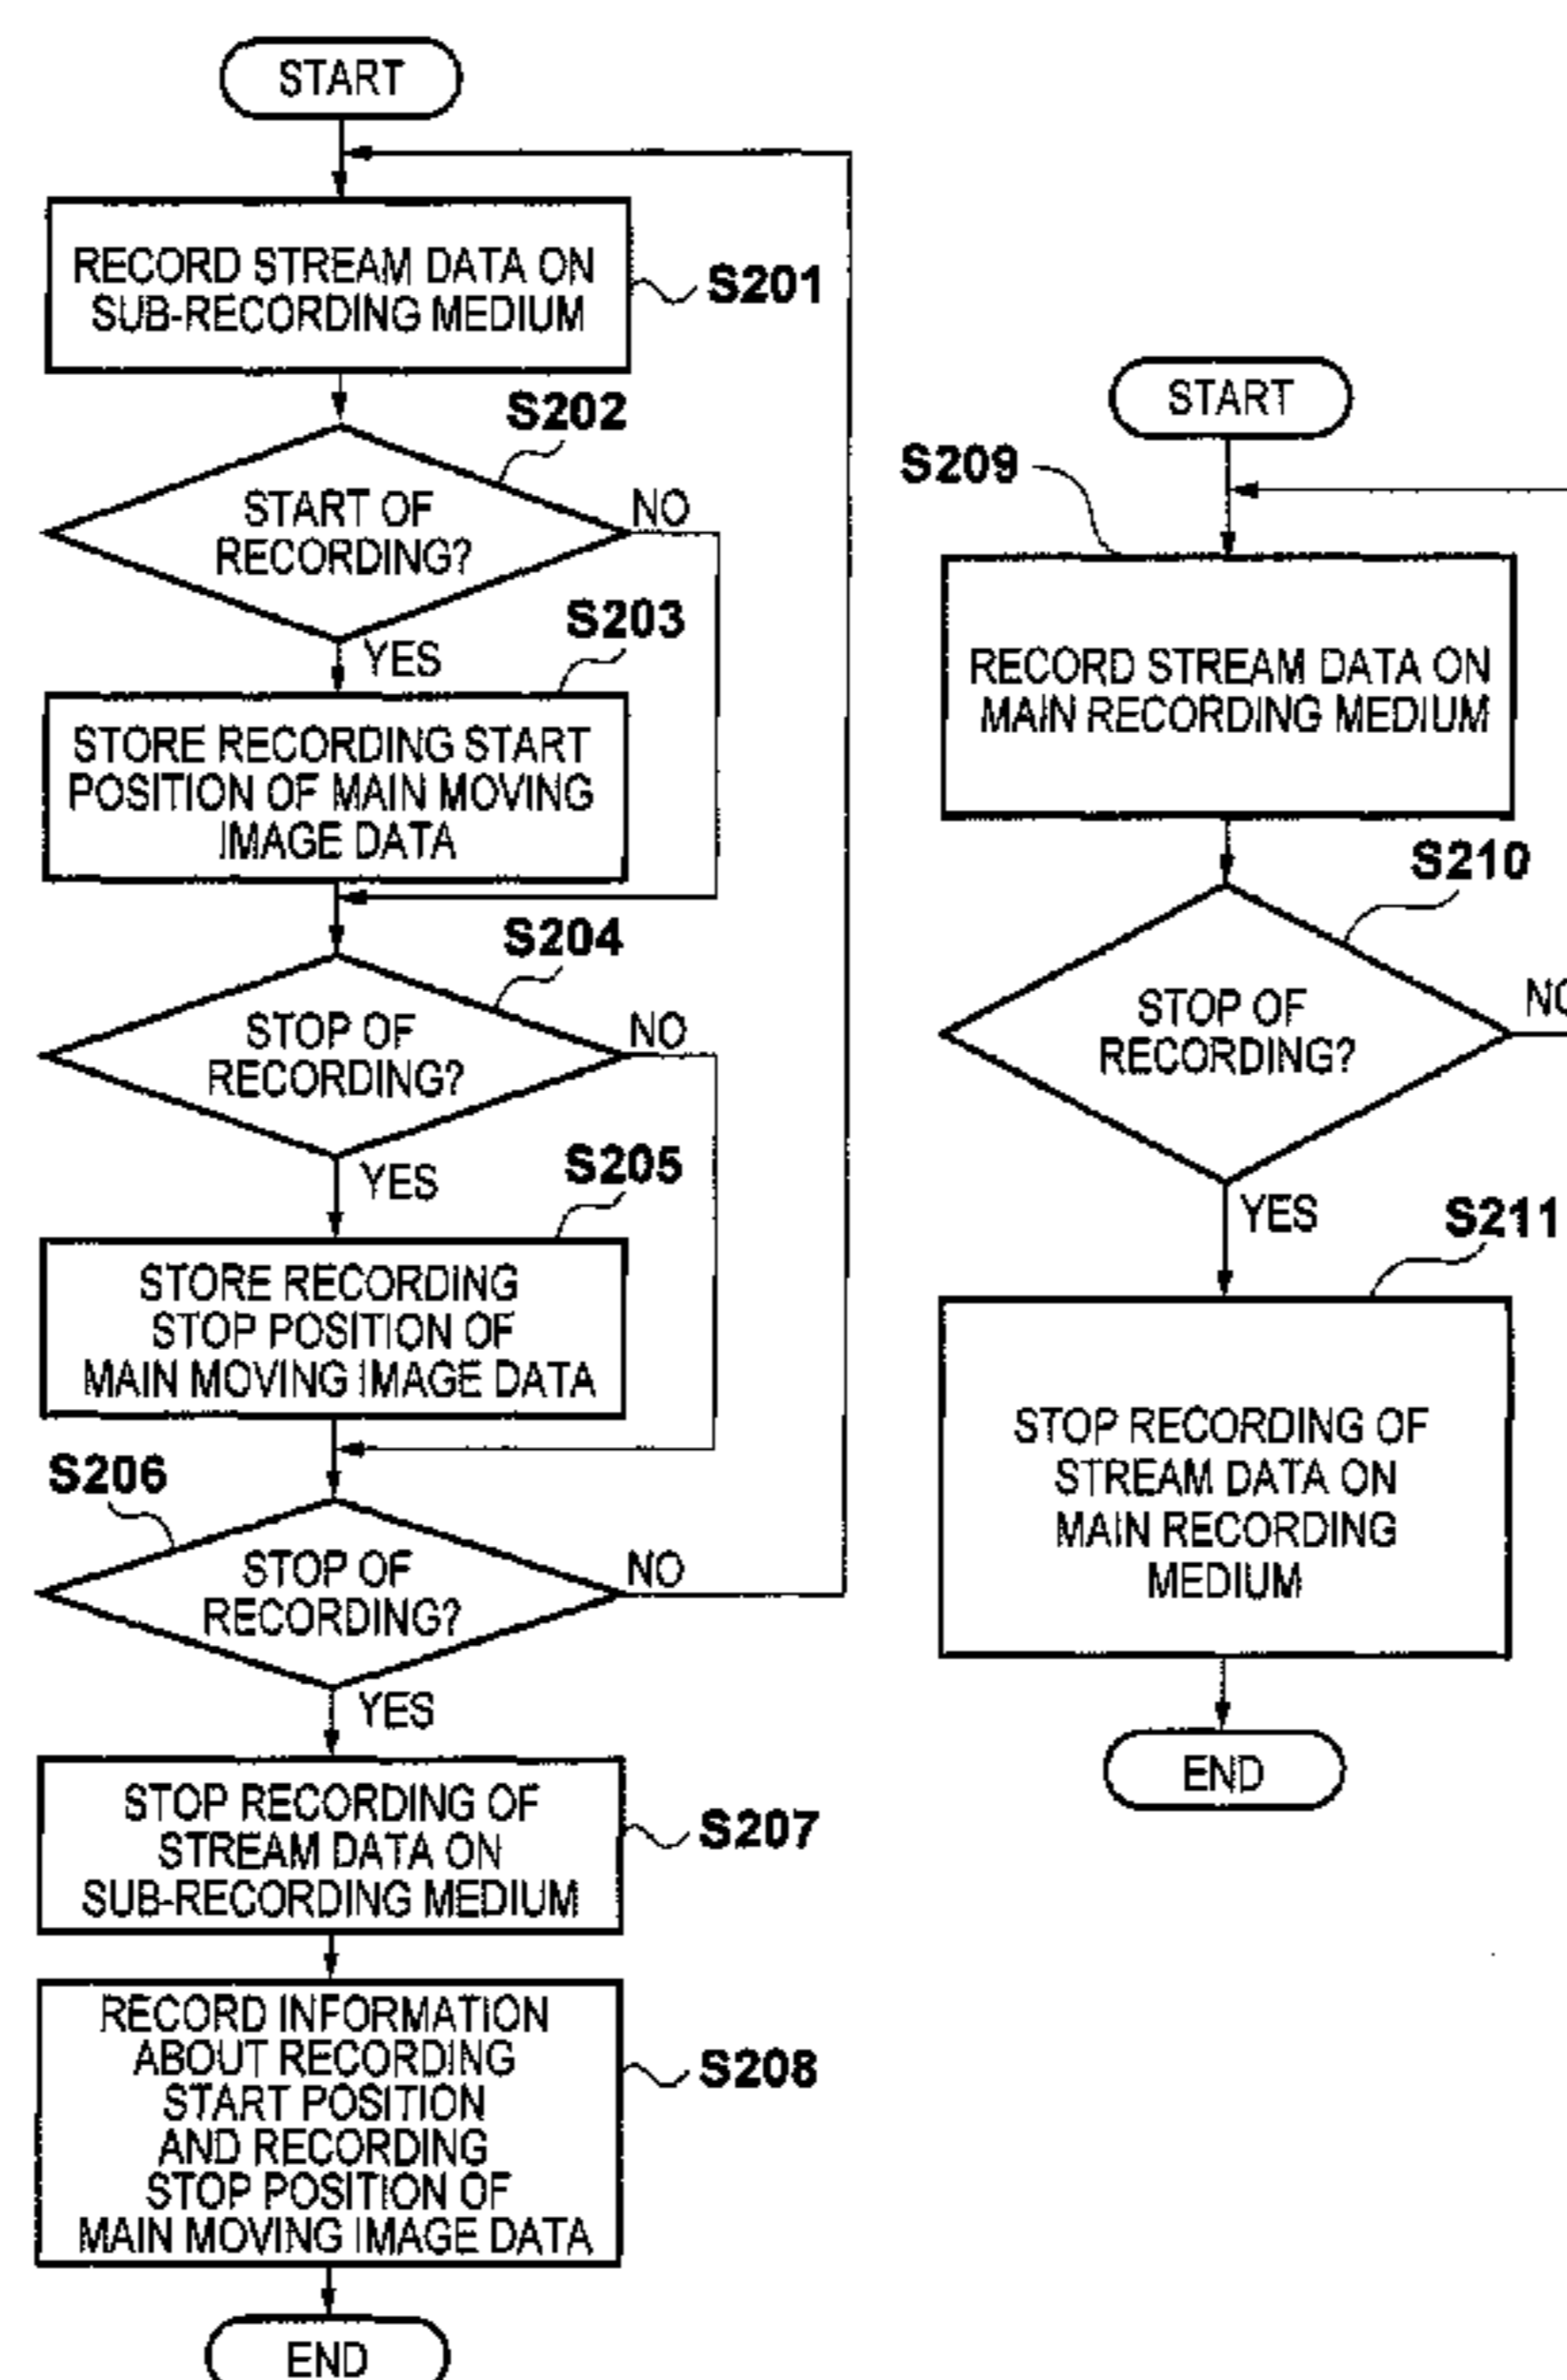 START
RECORD STREAM DATA ON
SUB-RECORDING MEDIUM
S201
S202
START OF
RECORDING?
NO
YES
S203
STORE RECORDING START
POSITION OF MAIN MOVING
IMAGE DATA
S204
STOP OF
RECORDING?
NO
YES
S205
STORE RECORDING
STOP POSITION OF
MAIN MOVING IMAGE DATA
S206
STOP OF
RECORDING?
NO
YES
STOP RECORDING OF
STREAM DATA ON
SUB-RECORDING MEDIUM
S207
RECORD INFORMATION
ABOUT RECORDING
START POSITION
AND RECORDING
STOP POSITION OF
MAIN MOVING IMAGE DATA
S208
END
START
S209
RECORD STREAM DATA ON
MAIN RECORDING MEDIUM
S210
STOP OF
RECORDING?
NO
YES
S211
STOP RECORDING OF
STREAM DATA ON
MAIN RECORDING
MEDIUM
END